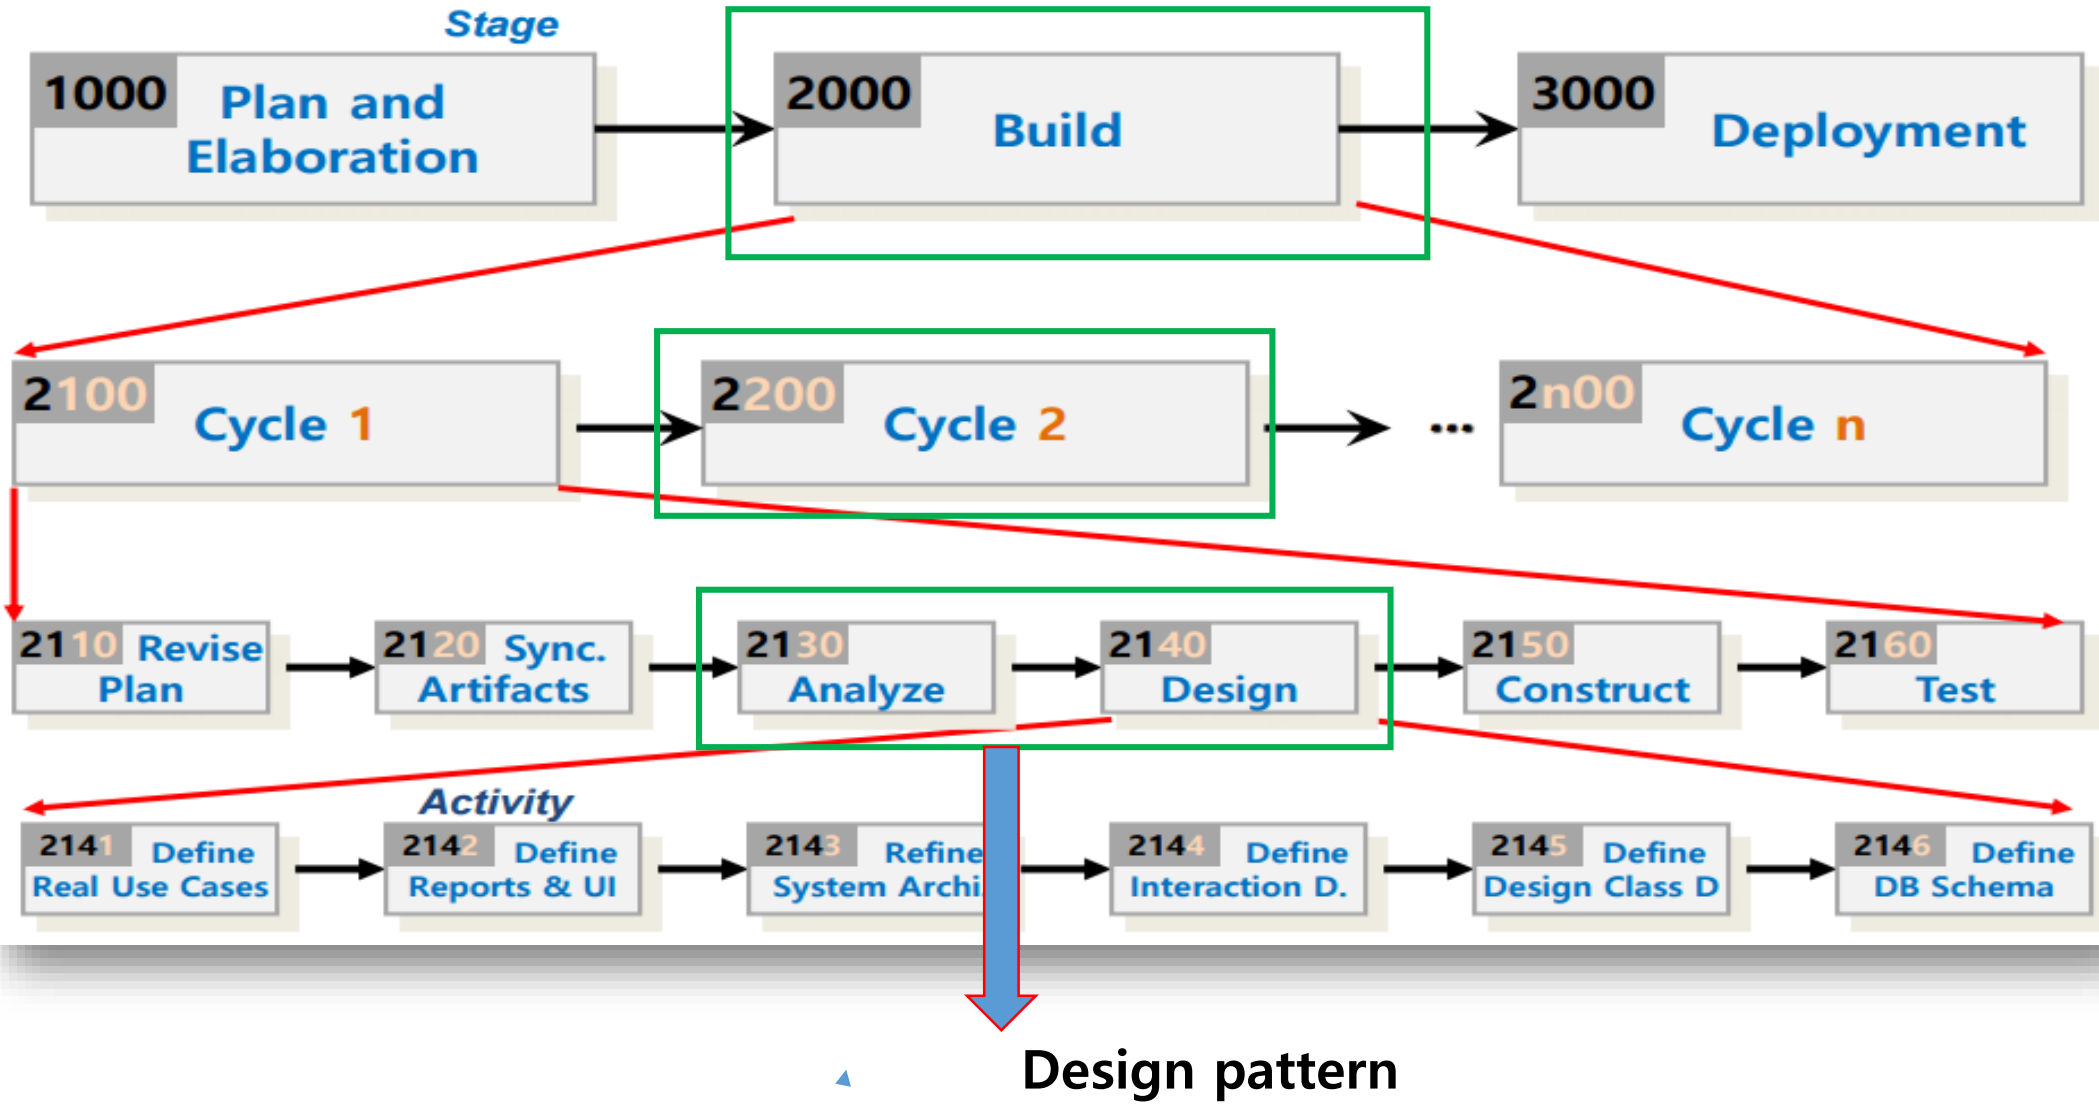 Stage
1000 Plan and
Elaboration
2000
Build
3000
Deployment
2100
Cycle 1
2200
Cycle 2
...
2n00
Cycle n
2110 Revise
Plan
2120 Sync.
Artifacts
2130
Analyze
2140
Design
2150
Construct
2160
Test
Activity
2141 Define
Real Use Cases
2142 Define
Reports & UI
2143 Refine
System Archi.
2144 Define
Interaction D.
2145 Define
Design Class D
2146 Define
DB Schema
Design pattern